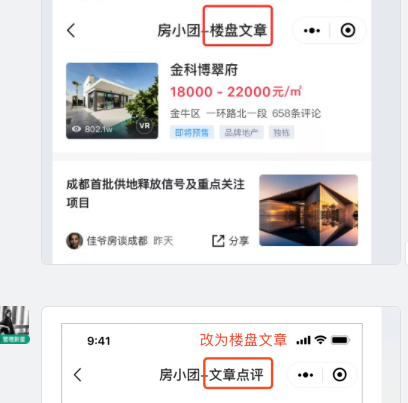 房小团-楼盘文章
金科博翠府
18000 - 22000元/㎡
金牛区 一环路北一段 658条评论
802.1w
VR
即将预售 品牌地产 独栋
成都首批供地释放信号及重点关注
项目
佳爷房谈成都 昨天
分享
9:41
改为楼盘文章
房小团-文章点评